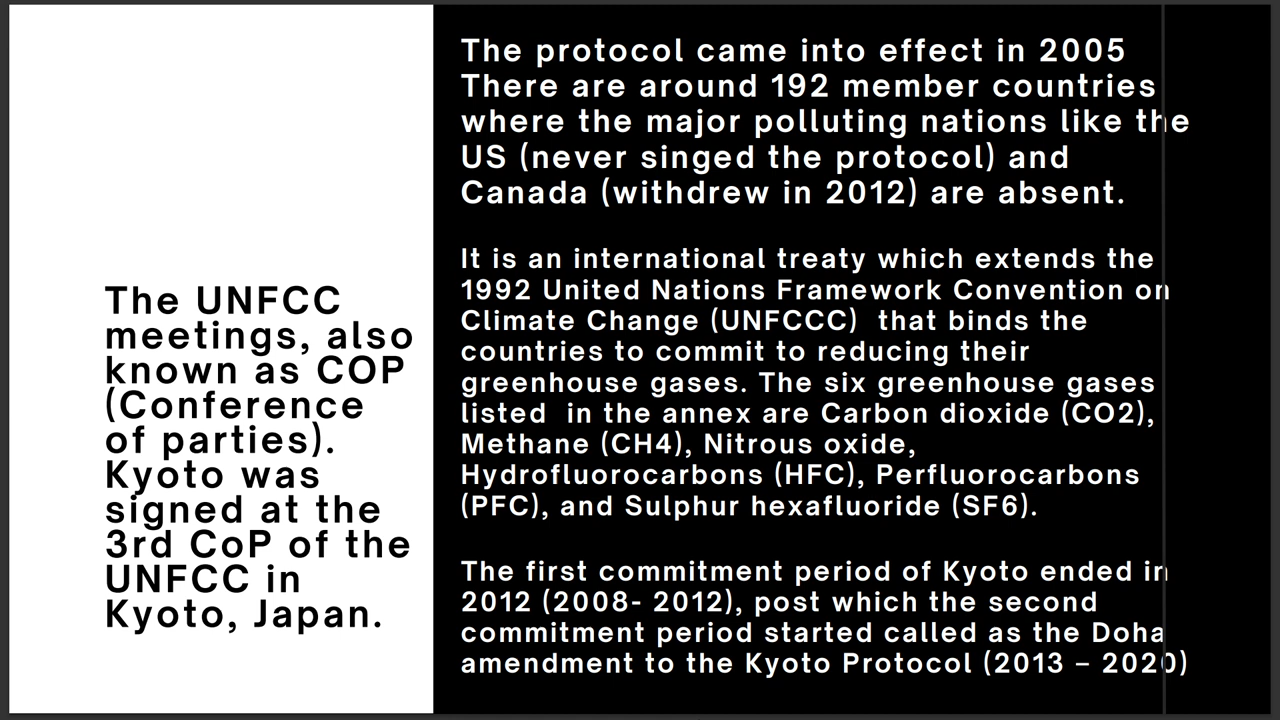 The UNFCC
meetings, also
known as COP
(Conference
of parties).
Kyoto was
signed at the
3rd CoP of the
UNFCC in
Kyoto, Japan.
The protocol came into effect in 2005
There are around 192 member countries
where the major polluting nations like the
US (never singed the protocol) and
Canada (withdrew in 2012) are absent.
It is an international treaty which extends the
1992 United Nations Framework Convention on
Climate Change (UNFCCC)  that binds the
countries to commit to reducing their
greenhouse gases. The six greenhouse gases
listed  in the annex are Carbon dioxide (CO2),
Methane (CH4), Nitrous oxide,
Hydrofluorocarbons (HFC), Perfluorocarbons
(PFC), and Sulphur hexafluoride (SF6).
The first commitment period of Kyoto ended in
2012 (2008- 2012), post which the second
commitment period started called as the Doha
amendment to the Kyoto Protocol (2013 – 2020)